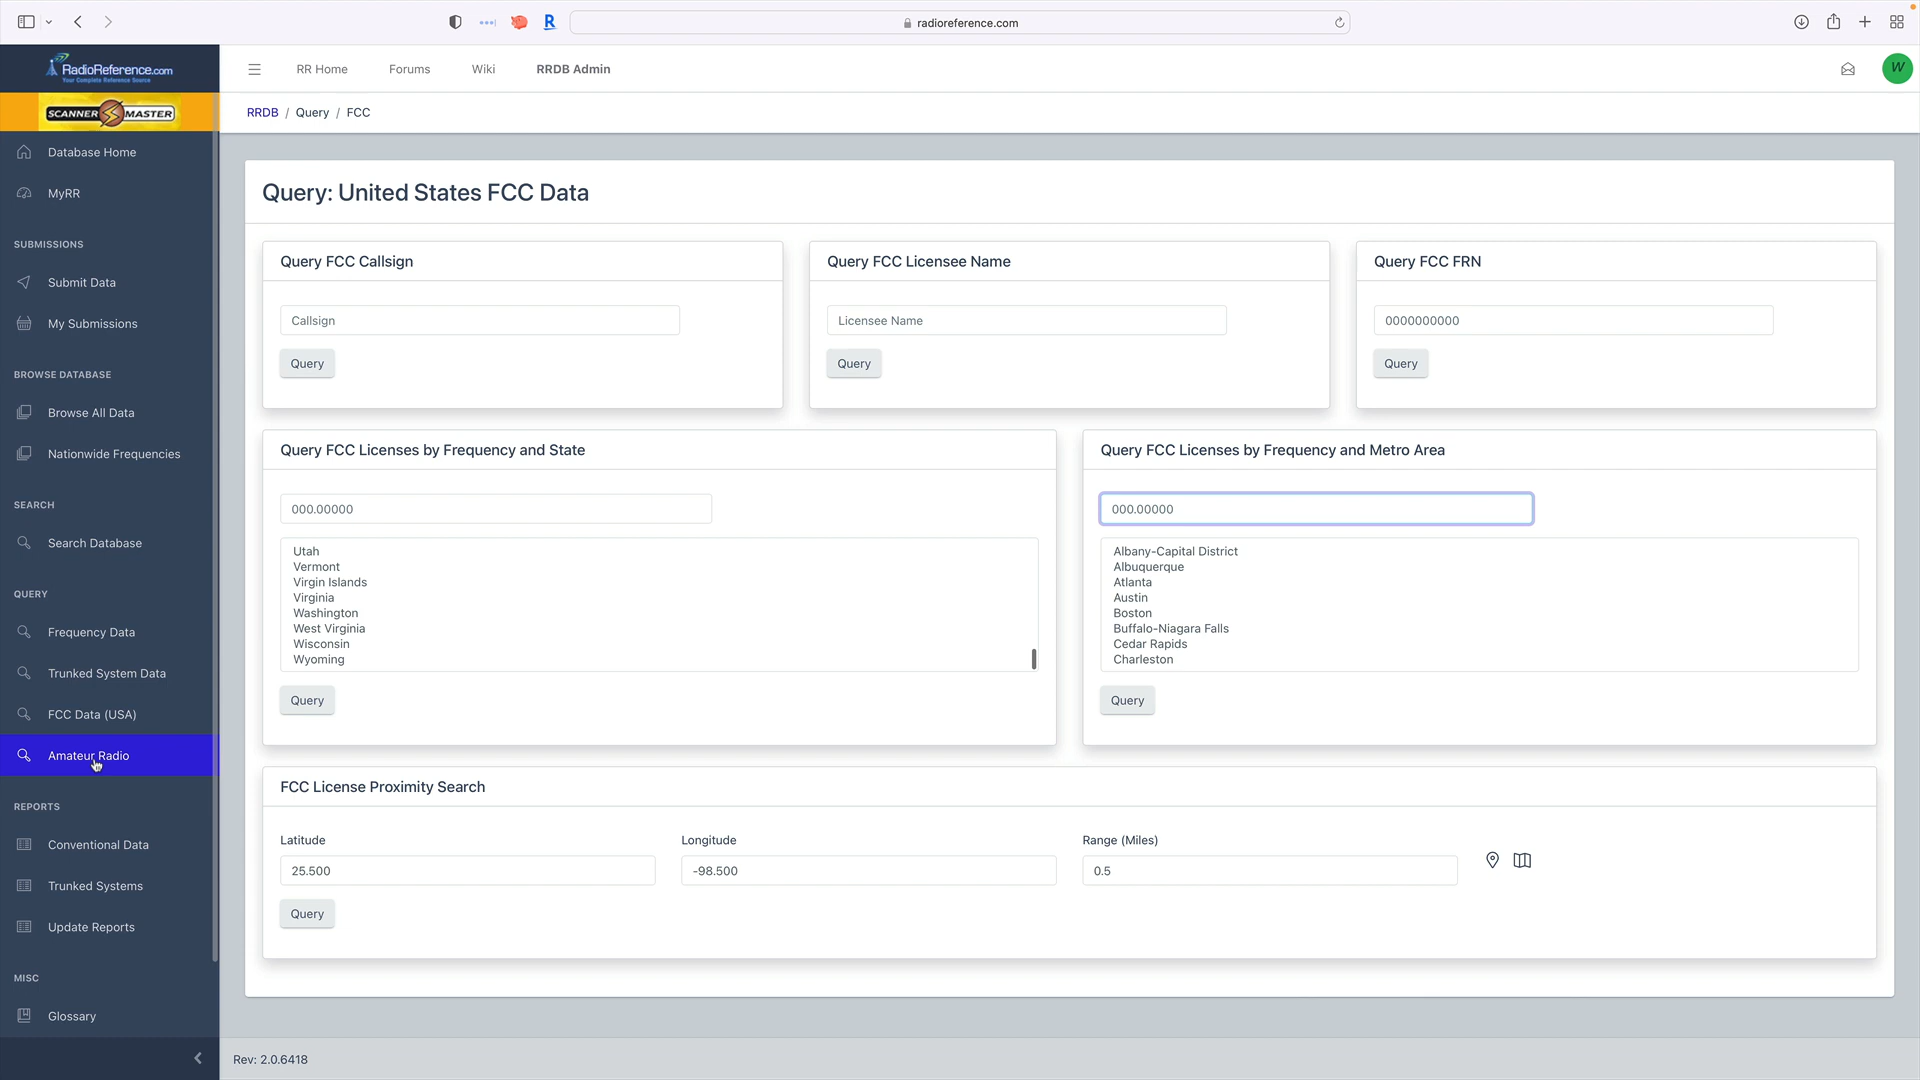 radioreference.com
RadioReference.com
Your Complete Reference Source
RR Home
Forums
Wiki
RRDB Admin
W
SCANNER MASTER
RRDB / Query / FCC
Database Home
MyRR
SUBMISSIONS
Submit Data
My Submissions
BROWSE DATABASE
Browse All Data
Nationwide Frequencies
SEARCH
Search Database
QUERY
Frequency Data
Trunked System Data
FCC Data (USA)
Amateur Radio
REPORTS
Conventional Data
Trunked Systems
Update Reports
MISC
Glossary
Query: United States FCC Data
Query FCC Callsign
Callsign
Query
Query FCC Licensee Name
Licensee Name
Query
Query FCC FRN
0000000000
Query
Query FCC Licenses by Frequency and State
000.00000
Utah
Vermont
Virgin Islands
Virginia
Washington
West Virginia
Wisconsin
Wyoming
Query
Query FCC Licenses by Frequency and Metro Area
000.00000
Albany-Capital District
Albuquerque
Atlanta
Austin
Boston
Buffalo-Niagara Falls
Cedar Rapids
Charleston
Query
FCC License Proximity Search
Latitude
25.500
Longitude
-98.500
Range (Miles)
0.5
Query
Rev: 2.0.6418